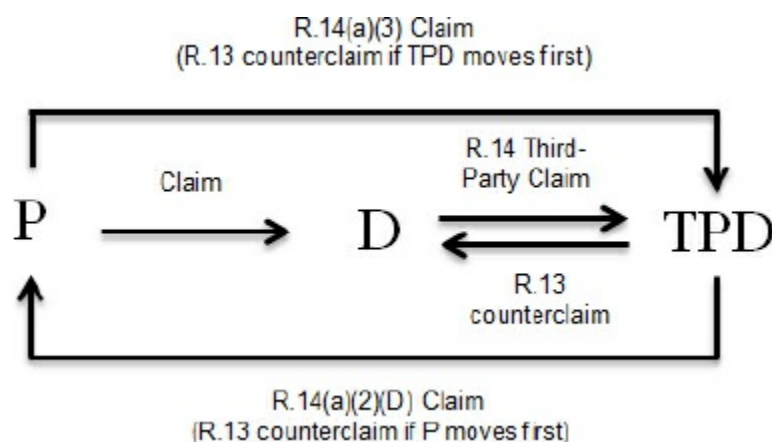 R.14(a)(3) Claim
(R.13 counterclaim if TPD moves first)
Claim
R.14 Third-
Party Claim
P
D
TPD
R.13
counterclaim
R.14(a)(2)(D) Claim
(R.13 counterclaim if P moves first)